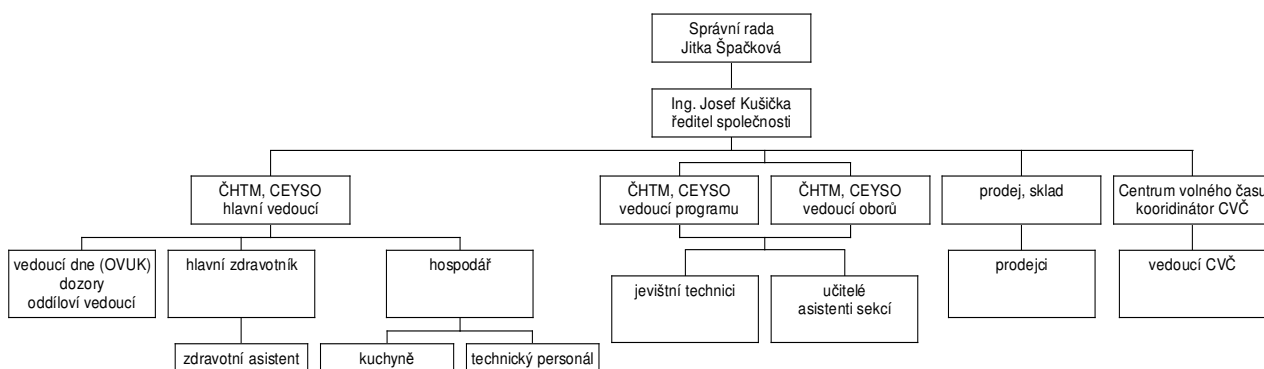 Správní rada
Jitka Špačková
Ing. Josef Kušička
ředitel společnosti
ČHTM, CEYSO
hlavní vedoucí
ČHTM, CEYSO
vedoucí programu
ČHTM, CEYSO
vedoucí oborů
prodej, sklad
Centrum volného času
kooridinátor CVČ
vedoucí dne (OVUK)
dozory
oddíloví vedoucí
hlavní zdravotník
hospodář
jevištní technici
učitelé
asistenti sekcí
prodejci
vedoucí CVČ
zdravotní asistent
kuchyně
technický personál